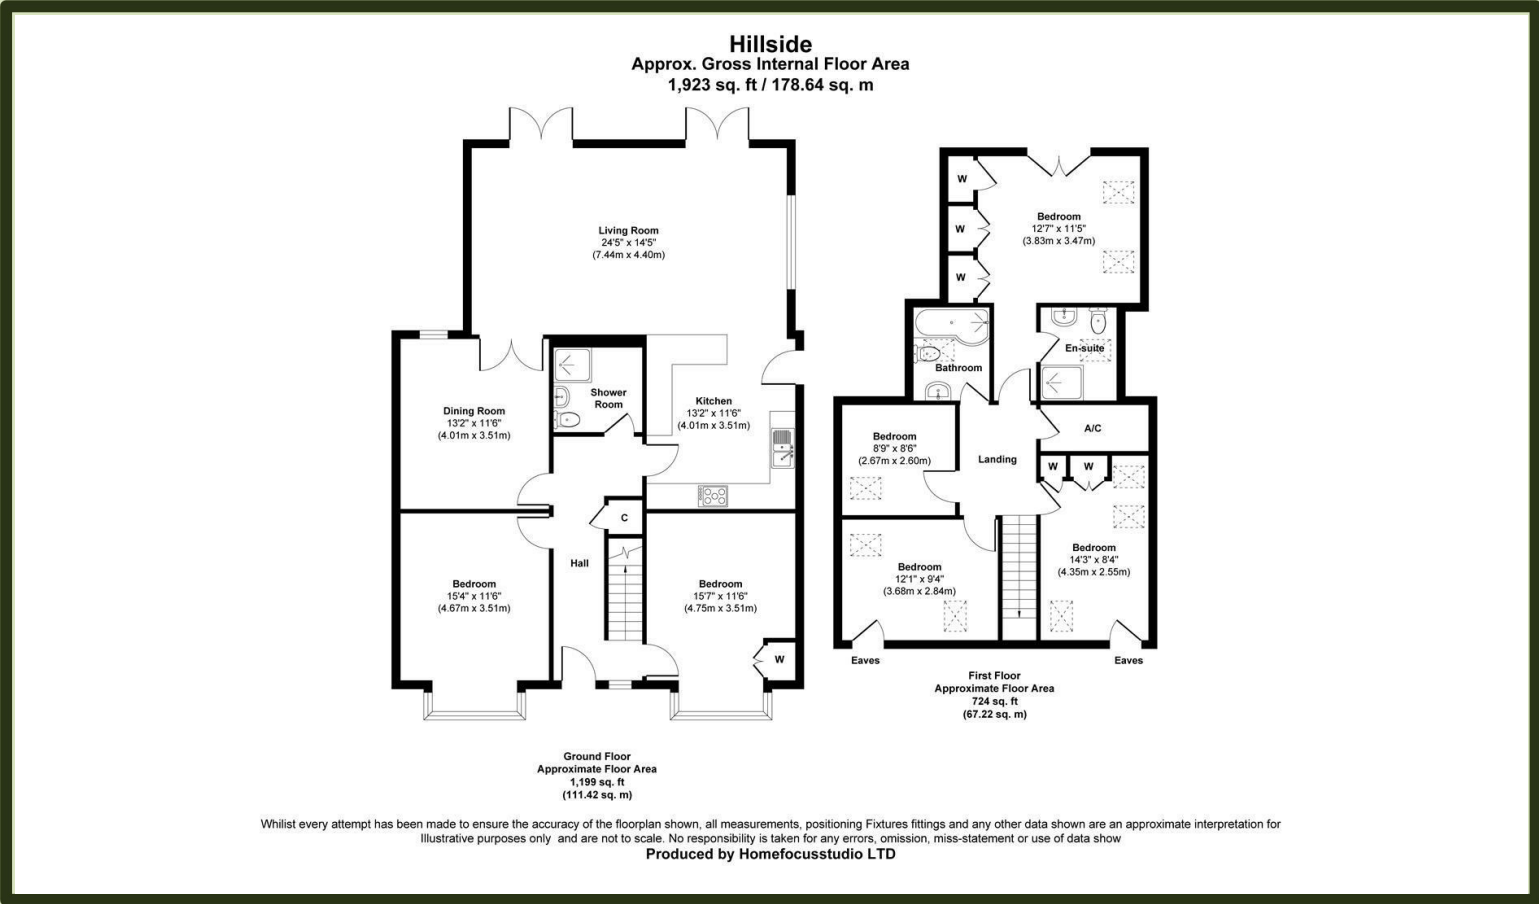 Hillside
Approx. Gross Internal Floor Area
1,923 sq. ft / 178.64 sq. m
Living Room
24'5" x 14'5"
(7.44m x 4.40m)
Dining Room
13'2" x 11'6"
(4.01m x 3.51m)
Shower
Room
Kitchen
13'2" x 11'6"
(4.01m x 3.51m)
C
Hall
Bedroom
15'4" x 11'6"
(4.67m x 3.51m)
Bedroom
15'7" x 11'6"
(4.75m x 3.51m)
W
Ground Floor
Approximate Floor Area
1,199 sq. ft
(111.42 sq. m)
W
W
W
Bedroom
12'7" x 11'5"
(3.83m x 3.47m)
Bathroom
En-suite
Bedroom
8'9" x 8'6"
(2.67m x 2.60m)
Landing
A/C
W
W
Bedroom
12'1" x 9'4"
(3.68m x 2.84m)
Bedroom
14'3" x 8'4"
(4.35m x 2.55m)
Eaves
Eaves
First Floor
Approximate Floor Area
724 sq. ft
(67.22 sq. m)
Whilist every attempt has been made to ensure the accuracy of the floorplan shown, all measurements, positioning Fixtures fittings and any other data shown are an approximate interpretation for
Illustrative purposes only and are not to scale. No responsibility is taken for any errors, omission, miss-statement or use of data show
Produced by Homefocusstudio LTD